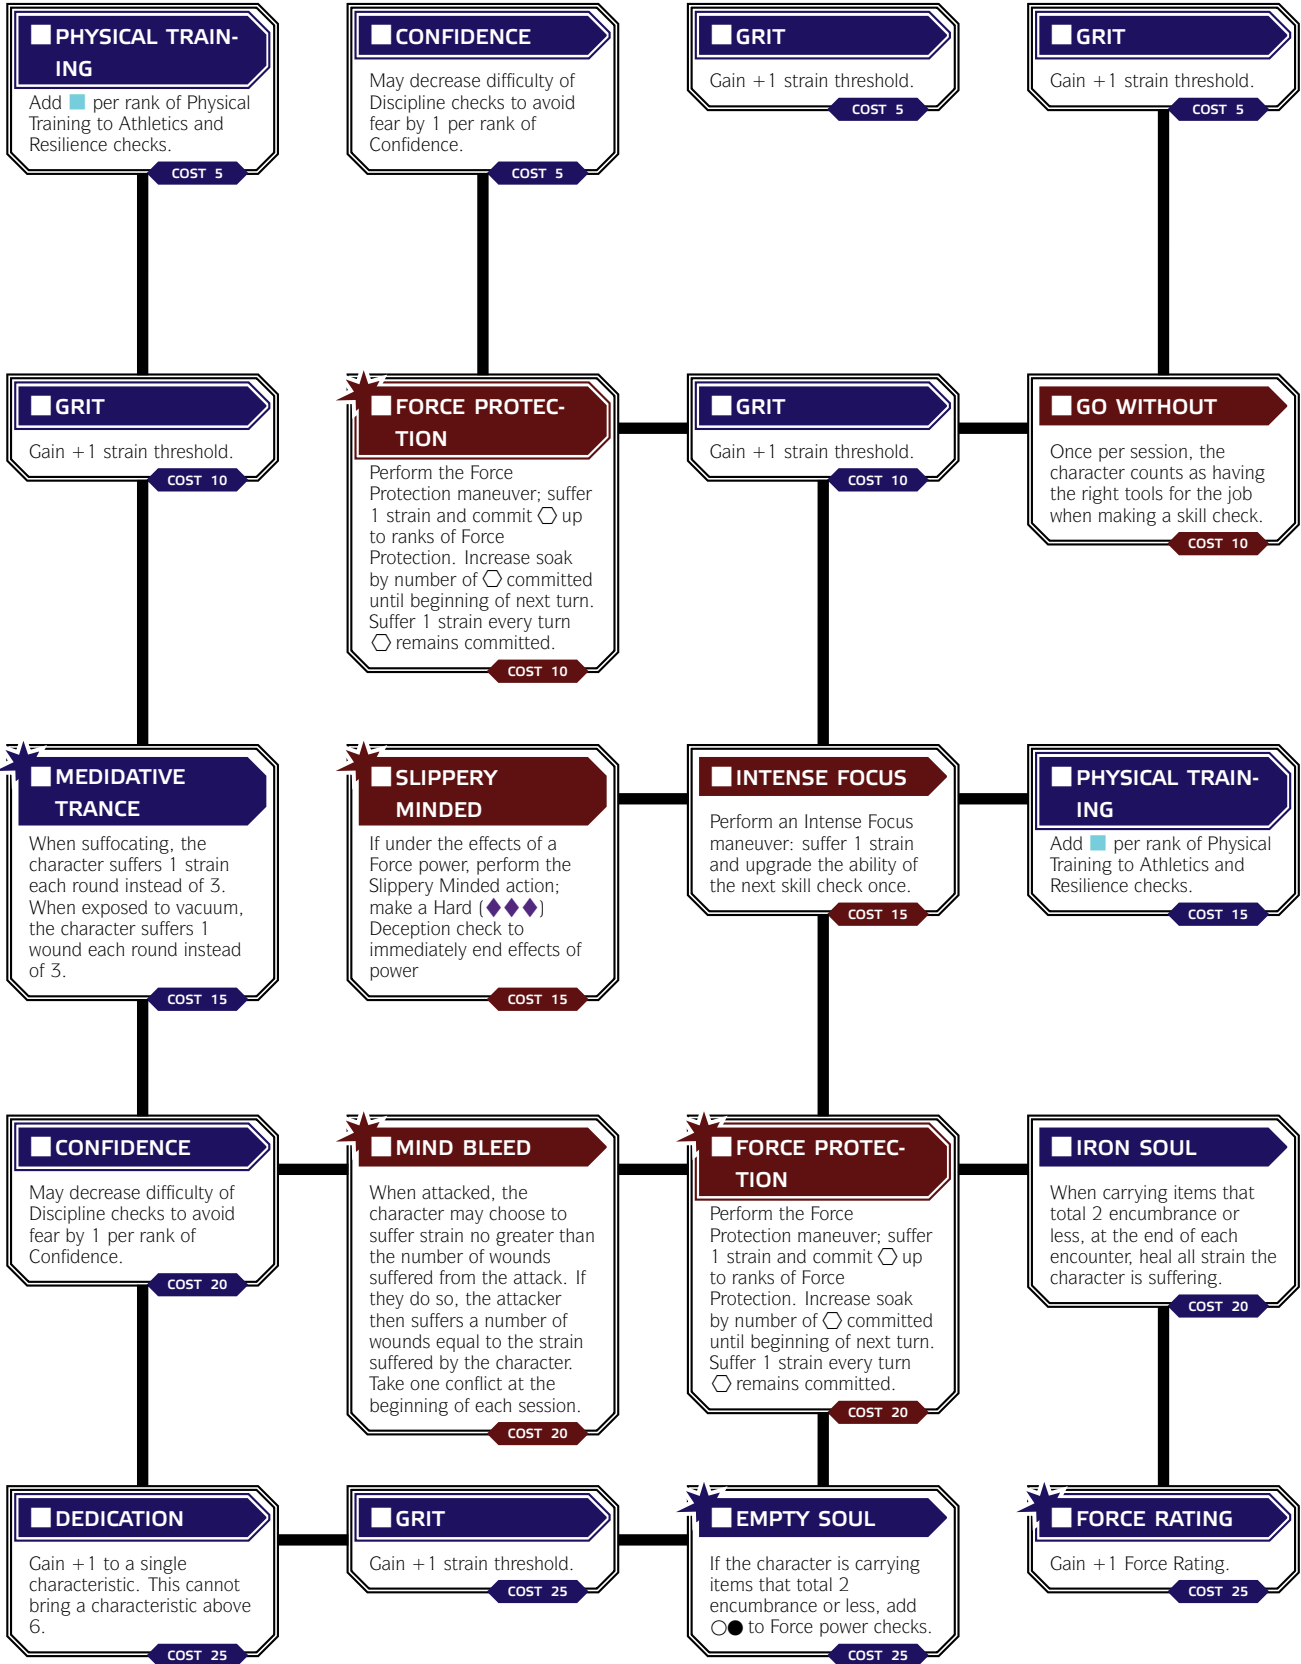 PHYSICAL TRAIN-
ING
Add per rank of Physical
Training to Athletics and
Resilience checks.
COST 5
CONFIDENCE
May decrease difficulty of
Discipline checks to avoid
fear by 1 per rank of
Confidence.
COST 5
GRIT
Gain +1 strain threshold.
COST 5
GRIT
Gain +1 strain threshold.
COST 5
GRIT
Gain +1 strain threshold.
COST 10
FORCE PROTEC-
TION
Perform the Force
Protection maneuver; suffer
1 strain and commit up
to ranks of Force
Protection. Increase soak
by number of committed
until beginning of next turn.
Suffer 1 strain every turn
remains committed.
COST 10
GRIT
Gain +1 strain threshold.
COST 10
GO WITHOUT
Once per session, the
character counts as having
the right tools for the job
when making a skill check.
COST 10
MEDIDATIVE
TRANCE
When suffocating, the
character suffers 1 strain
each round instead of 3.
When exposed to vacuum,
the character suffers 1
wound each round instead
of 3.
COST 15
SLIPPERY
MINDED
If under the effects of a
Force power, perform the
Slippery Minded action;
make a Hard (♦♦♦)
Deception check to
immediately end effects of
power
COST 15
INTENSE FOCUS
Perform an Intense Focus
maneuver: suffer 1 strain
and upgrade the ability of
the next skill check once.
COST 15
PHYSICAL TRAIN-
ING
Add per rank of Physical
Training to Athletics and
Resilience checks.
COST 15
CONFIDENCE
May decrease difficulty of
Discipline checks to avoid
fear by 1 per rank of
Confidence.
COST 20
MIND BLEED
When attacked, the
character may choose to
suffer strain no greater than
the number of wounds
suffered from the attack. If
they do so, the attacker
then suffers a number of
wounds equal to the strain
suffered by the character.
Take one conflict at the
beginning of each session.
COST 20
FORCE PROTEC-
TION
Perform the Force
Protection maneuver; suffer
1 strain and commit up
to ranks of Force
Protection. Increase soak
by number of committed
until beginning of next turn.
Suffer 1 strain every turn
remains committed.
COST 20
IRON SOUL
When carrying items that
total 2 encumbrance or
less, at the end of each
encounter, heal all strain the
character is suffering.
COST 20
DEDICATION
Gain +1 to a single
characteristic. This cannot
bring a characteristic above
6.
COST 25
GRIT
Gain +1 strain threshold.
COST 25
EMPTY SOUL
If the character is carrying
items that total 2
encumbrance or less, add
○● to Force power checks.
COST 25
FORCE RATING
Gain +1 Force Rating.
COST 25